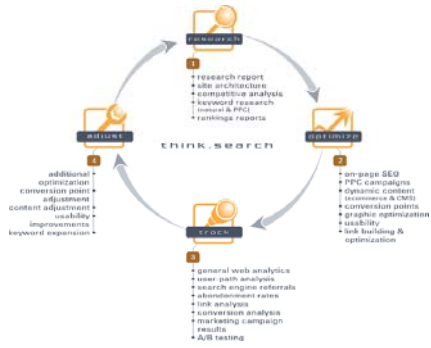 research
1
research report
site architecture
competitive analysis
keyword research
(natural & PPC)
rankings reports
adjust
think.search
optimize
4
additional
optimization
conversion point
adjustment
content adjustment
usability
improvements
keyword expansion
2
on-page SEO
PPC campaigns
dynamic content
(ecommerce & CMS)
conversion points
graphic optimization
usability
link building &
optimization
track
3
general web analytics
user-path analysis
search engine referrals
abandonment rates
link analysis
conversion analysis
marketing campaign
results
A/B testing